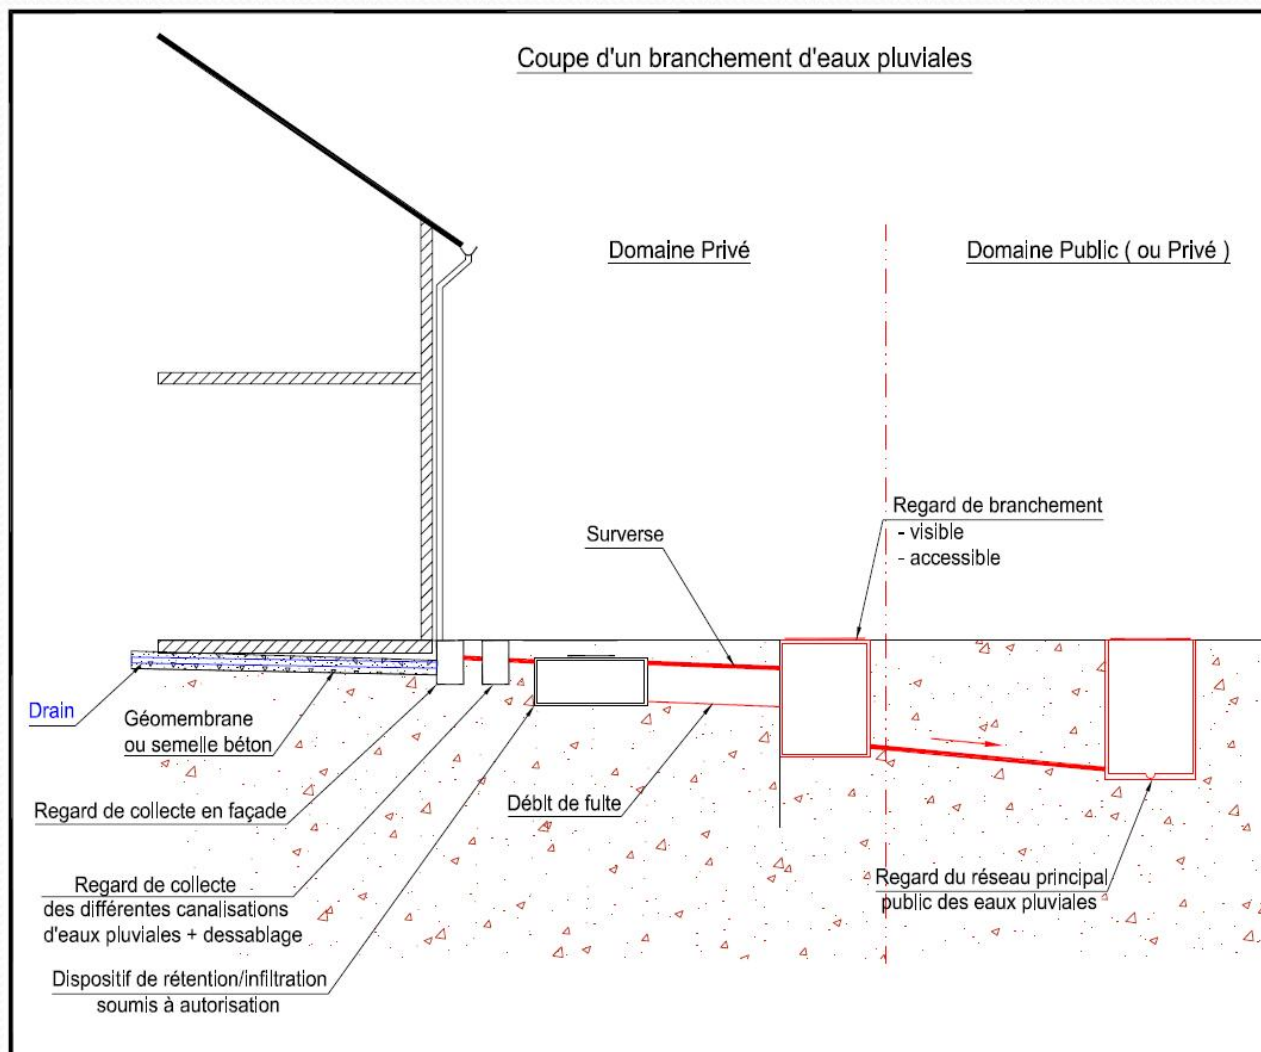 Coupe d'un branchement d'eaux pluviales
Domaine Privé
Domaine Public ( ou Privé )
Regard de branchement
- visible
- accessible
Surverse
Drain
Géomembrane
ou semelle béton
Débit de fuite
Regard de collecte en façade
Regard de collecte
des différentes canalisations
d'eaux pluviales + dessablage
Regard du réseau principal
public des eaux pluviales
Dispositif de rétention/infiltration
soumis à autorisation